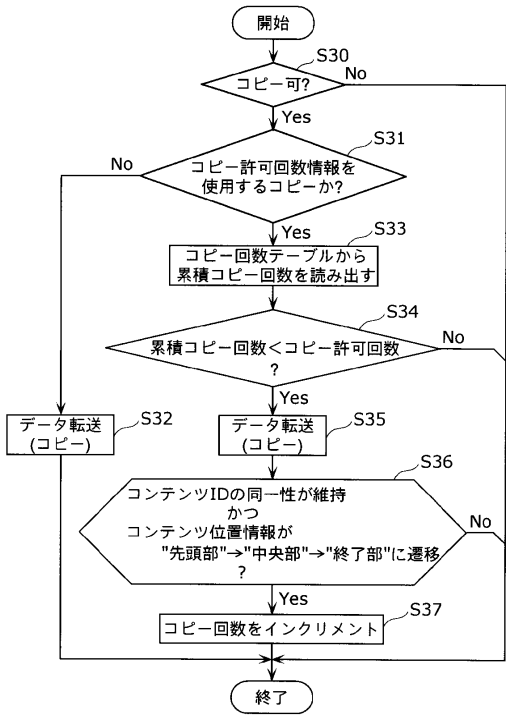 開始
S30
コピー可?
No
Yes
S31
コピー許可回数情報を
使用するコピーか?
No
Yes
S33
コピー回数テーブルから
累積コピー回数を読み出す
S34
累積コピー回数<コピー許可回数
?
No
Yes
S32
データ転送
(コピー)
S35
データ転送
(コピー)
S36
コンテンツIDの同一性が維持
かつ
コンテンツ位置情報が
"先頭部"→"中央部"→"終了部"に遷移
?
No
Yes
S37
コピー回数をインクリメント
終了